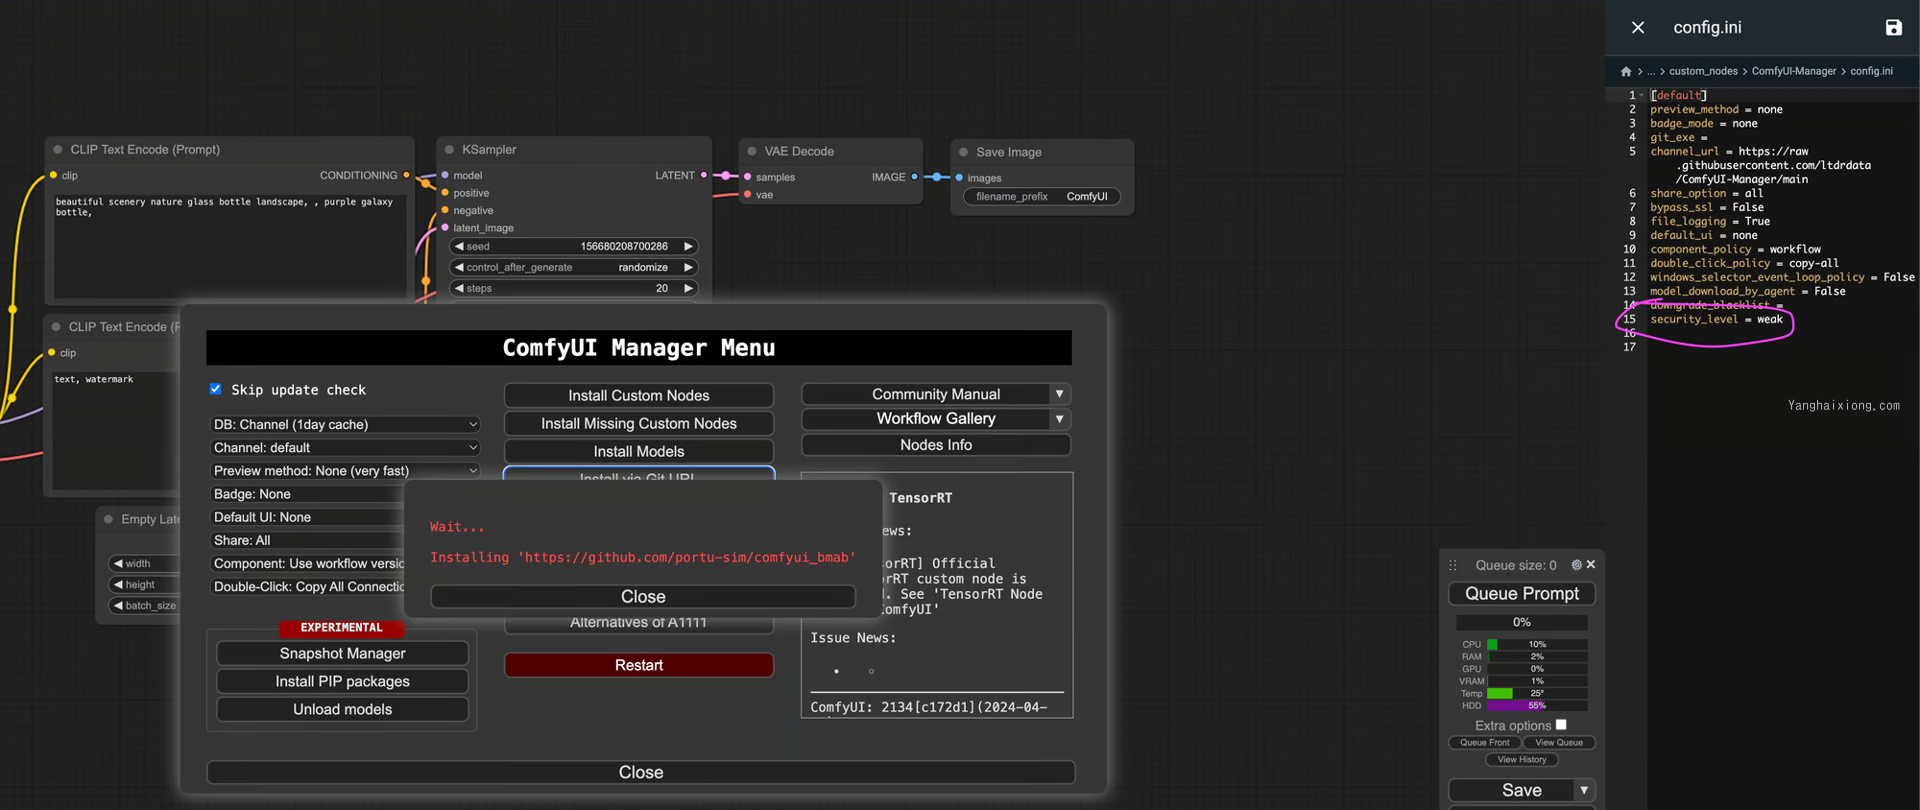 CLIP Text Encode (Prompt)
clip
CONDITIONING
beautiful scenery nature glass bottle landscape, , purple galaxy
bottle,
KSampler
model
LATENT
positive
negative
latent_image
seed
156680208700286
control_after_generate
randomize
steps
20
VAE Decode
samples
IMAGE
vae
Save Image
images
filename_prefix
ComfyUI
CLIP Text Encode (
clip
text, watermark
Empty Late
width
height
batch_size
ComfyUI Manager Menu
Skip update check
DB: Channel (1day cache)
Channel: default
Preview method: None (very fast)
Badge: None
Default UI: None
Share: All
Component: Use workflow versio
Double-Click: Copy All Connectio
EXPERIMENTAL
Snapshot Manager
Install PIP packages
Unload models
Install Custom Nodes
Install Missing Custom Nodes
Install Models
Install via Git URL
Wait...
Installing 'https://github.com/portu-sim/comfyui_bmab'
Close
Alternatives of A1111
Restart
Community Manual
Workflow Gallery
Nodes Info
TensorRT
ews:
sorRT] Official
orRT custom node is
d. See 'TensorRT Node
omfyUI'
Issue News:
ComfyUI: 2134[c172d1](2024-04-
Close
Queue size: 0
Queue Prompt
0%
CPU 10%
RAM 2%
GPU 0%
VRAM 1%
Temp 25°
HDD 55%
Extra options
Queue Front
View Queue
View History
Save
config.ini
... > custom_nodes > ComfyUI-Manager > config.ini
1 [default]
2 preview_method = none
3 badge_mode = none
4 git_exe =
5 channel_url = https://raw
.githubusercontent.com/ltdrdata
/ComfyUI-Manager/main
6 share_option = all
7 bypass_ssl = False
8 file_logging = True
9 default_ui = none
10 component_policy = workflow
11 double_click_policy = copy-all
12 windows_selector_event_loop_policy = False
13 model_download_by_agent = False
14 downgrade_blacklist =
15 security_level = weak
16
17
Yanghaixiong.com